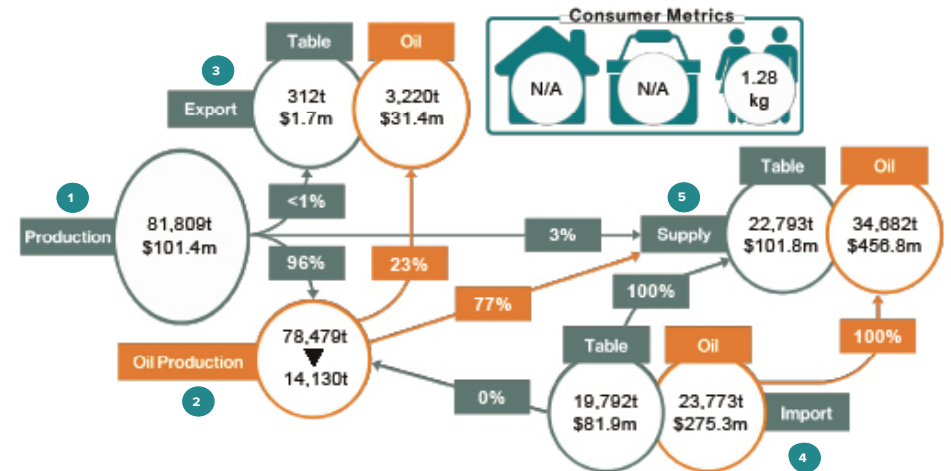 Consumer Metrics
N/A
N/A
1.28
kg
Table
Oil
3
Export
312t
$1.7m
3,220t
$31.4m
1
Production
81,809t
$101.4m
<1%
3%
96%
23%
77%
5
Supply
Table
Oil
22,793t
$101.8m
34,682t
$456.8m
100%
100%
Oil Production
2
78,479t
14,130t
0%
Table
Oil
19,792t
$81.9m
23,773t
$275.3m
Import
4